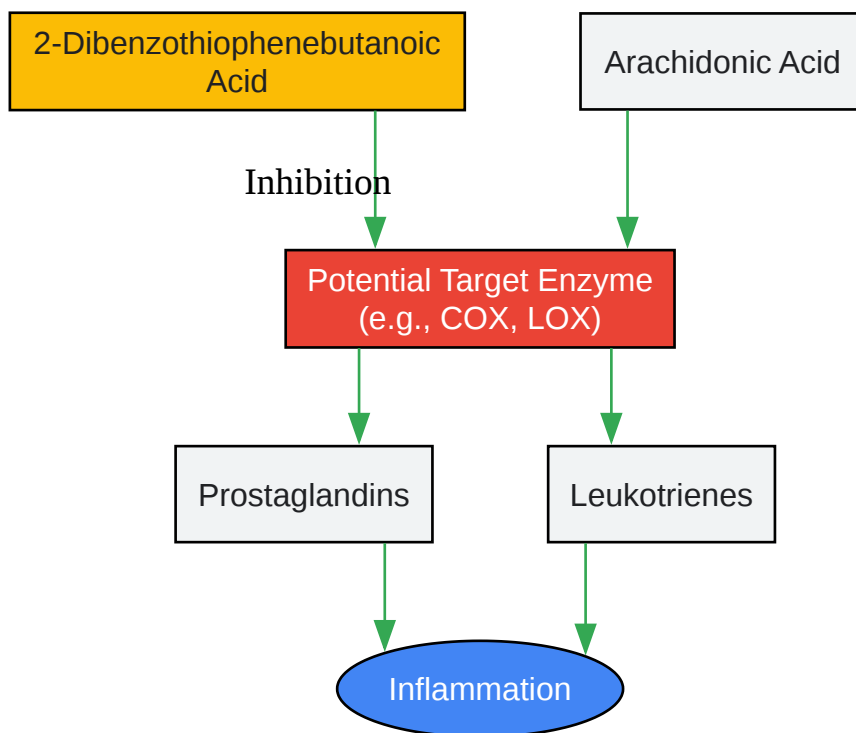 2-Dibenzothiophenebutanoic
Acid
Arachidonic Acid
Inhibition
Potential Target Enzyme
(e.g., COX, LOX)
Prostaglandins
Leukotrienes
Inflammation